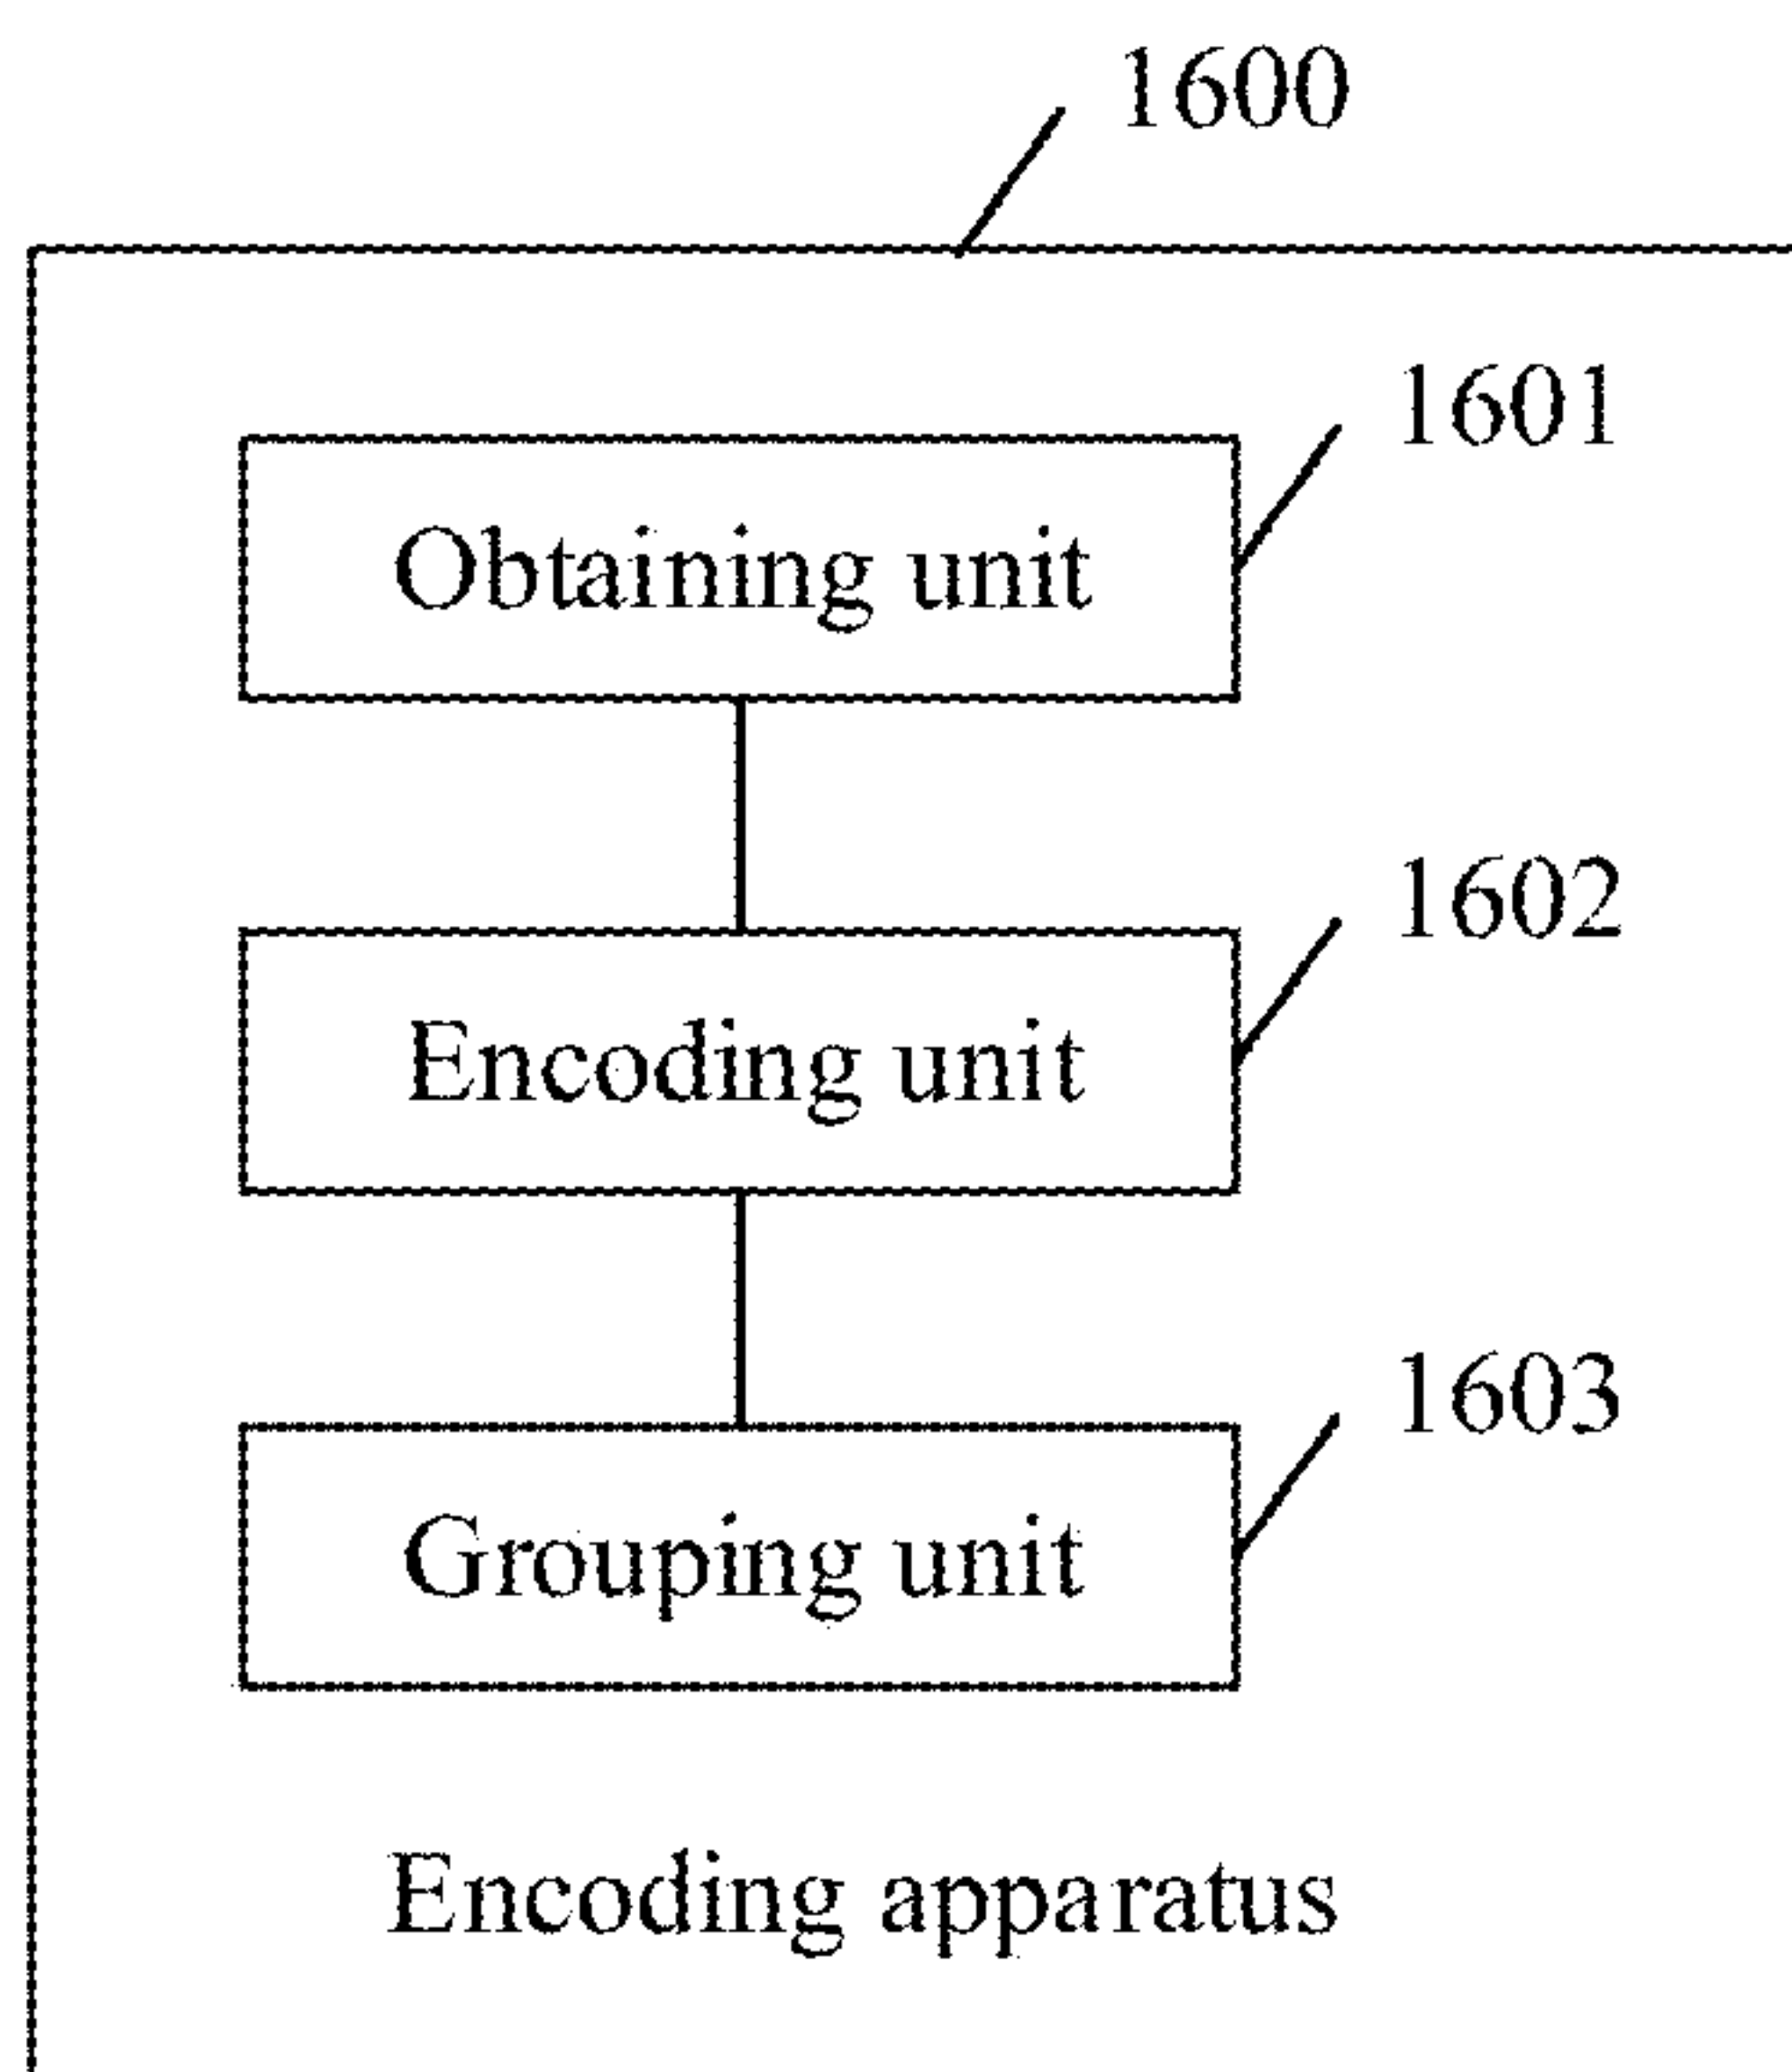 1600
1601
Obtaining unit
1602
Encoding unit
1603
Grouping unit
Encoding apparatus